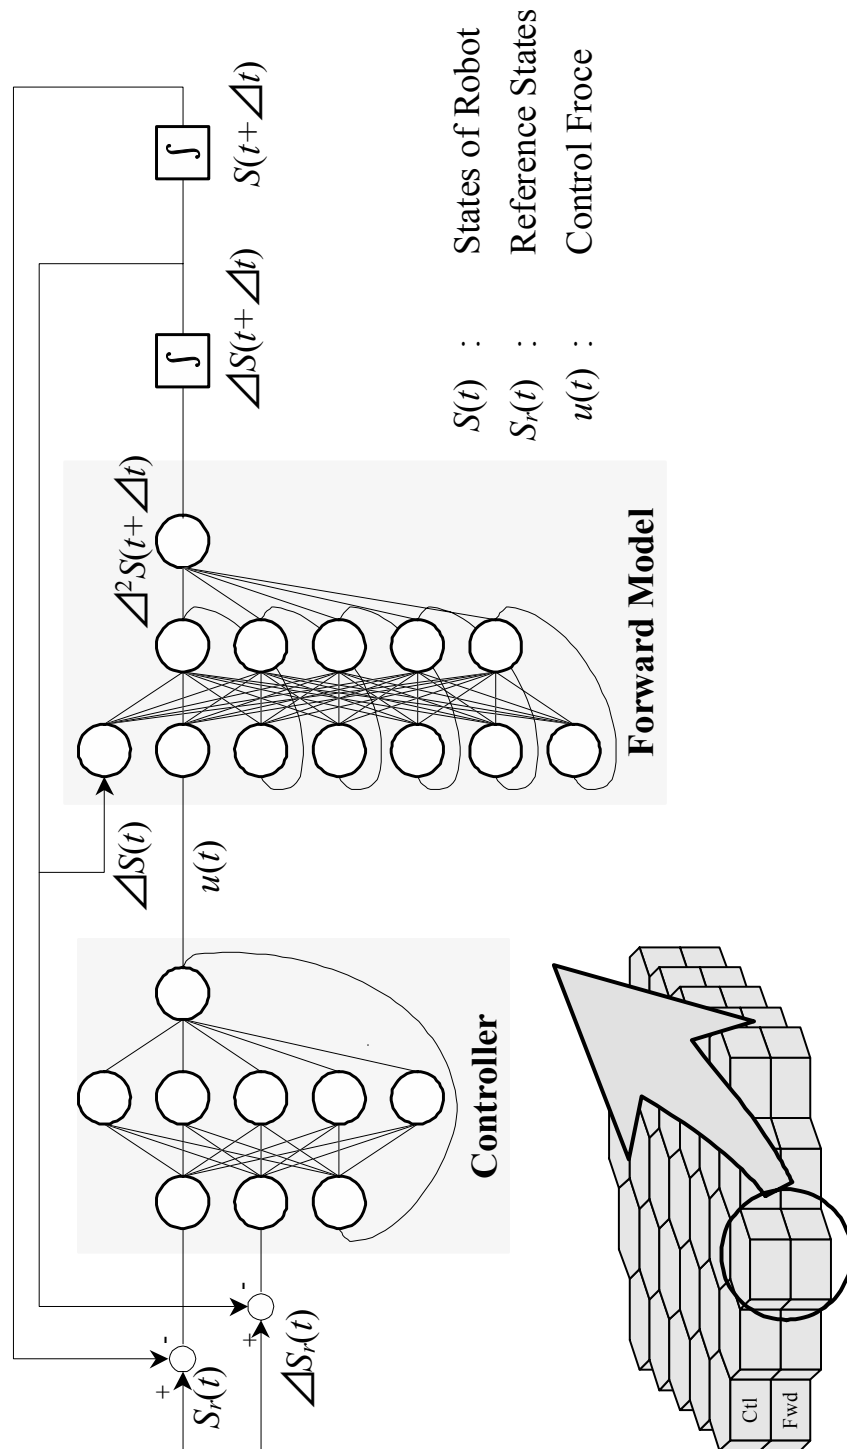 S(t+Δt)
ΔS(t+Δt)
Δ²S(t+Δt)
ΔS(t)
u(t)
Sr(t)
ΔSr(t)
+
-
+
-
∫
∫
Controller
Forward Model
S(t) : States of Robot
Sr(t) : Reference States
u(t) : Control Froce
Ctl
Fwd